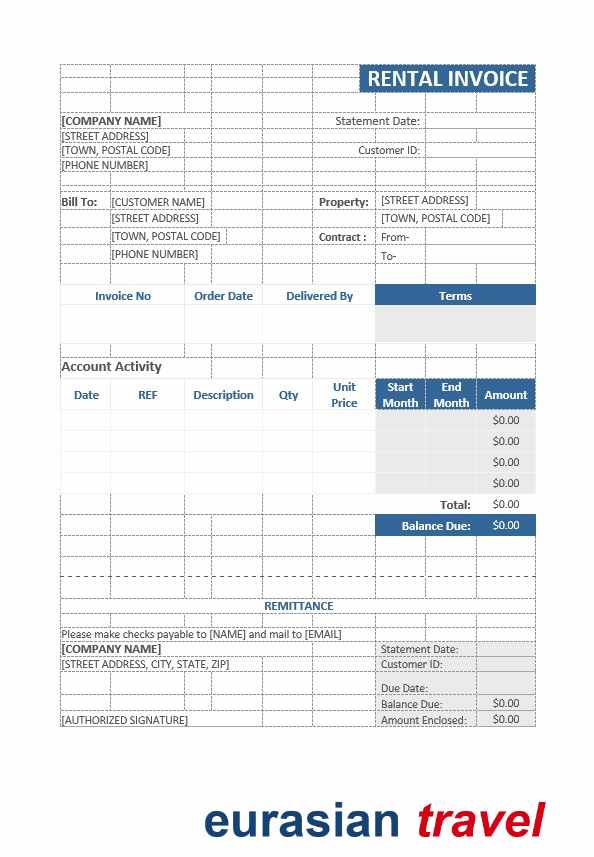 RENTAL INVOICE
[COMPANY NAME] Statement Date:
[STREET ADDRESS]
[TOWN, POSTAL CODE] Customer ID:
[PHONE NUMBER]
Bill To: [CUSTOMER NAME] Property: [STREET ADDRESS]
[STREET ADDRESS] [TOWN, POSTAL CODE]
[TOWN, POSTAL CODE] Contract : From-
[PHONE NUMBER] To-
Invoice No Order Date Delivered By Terms
Account Activity
Date REF Description Qty Unit Price Start Month End Month Amount
$0.00
$0.00
$0.00
$0.00
Total: $0.00
Balance Due: $0.00
REMITTANCE
Please make checks payable to [NAME] and mail to [EMAIL]
[COMPANY NAME] Statement Date:
[STREET ADDRESS, CITY, STATE, ZIP] Customer ID:
Due Date:
Balance Due: $0.00
[AUTHORIZED SIGNATURE] Amount Enclosed: $0.00
eurasian travel